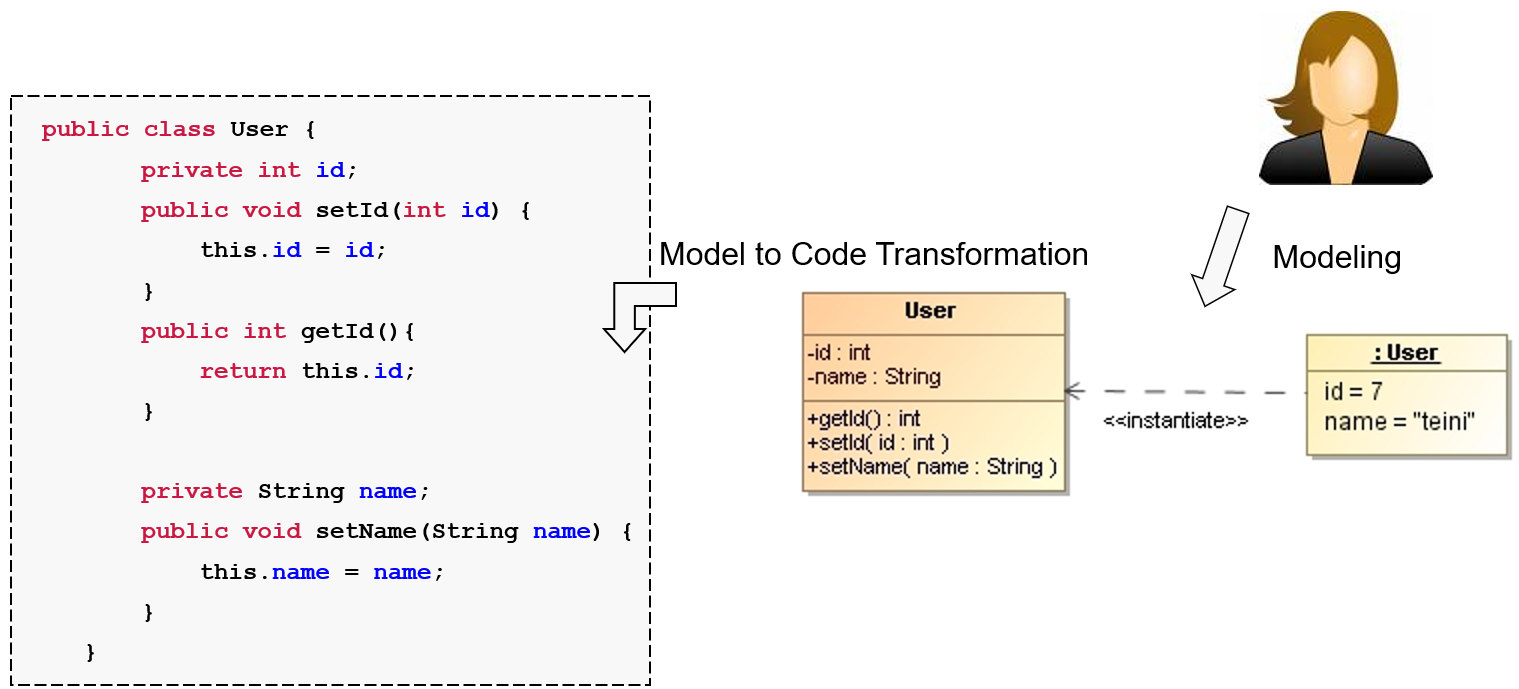 public class User {
private int id;
public void setId(int id) {
this.id = id;
}
public int getId(){
return this.id;
}
private String name;
public void setName(String name) {
this.name = name;
}
}
Model to Code Transformation
Modeling
User
-id : int
-name : String
+getId() : int
+setId( id : int )
+setName( name : String )
<<instantiate>>
: User
id = 7
name = "teini"